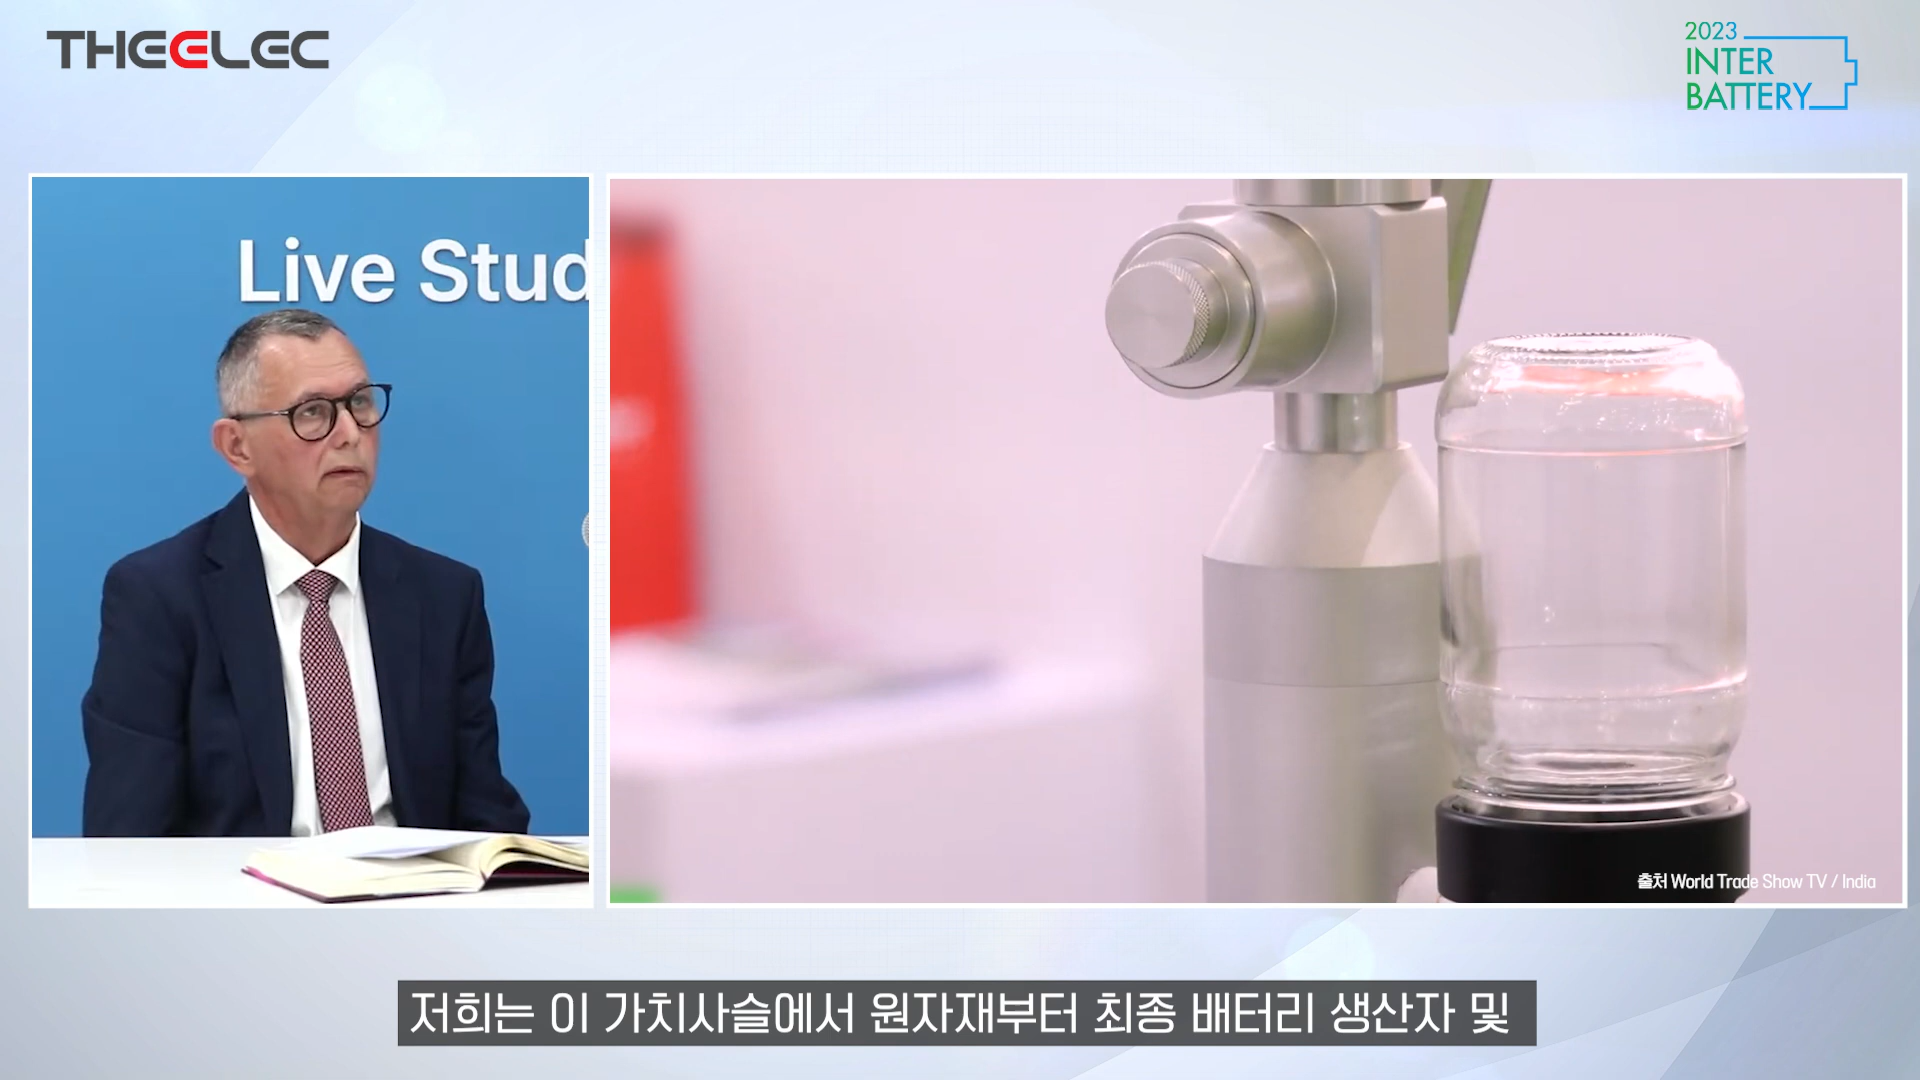 THEELEC
2023
INTER
BATTERY
Live Stud
출처 World Trade Show TV / India
저희는 이 가치사슬에서 원자재부터 최종 배터리 생산자 및